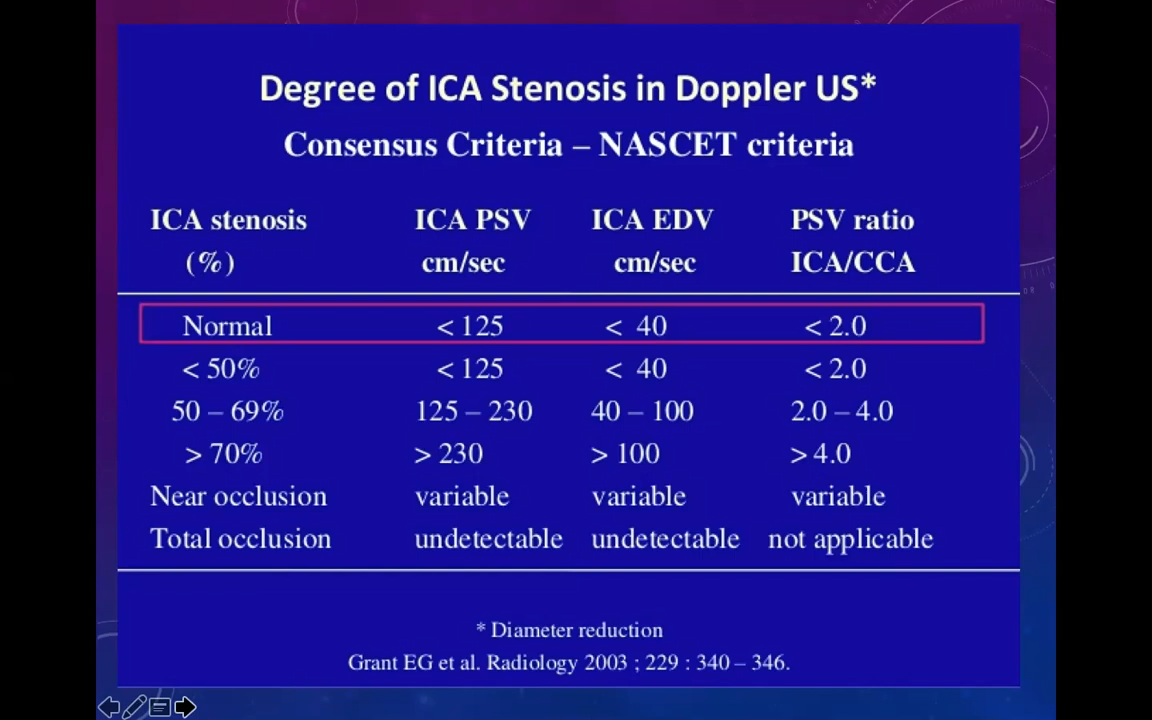 Degree of ICA Stenosis in Doppler US*
Consensus Criteria – NASCET criteria
ICA stenosis ICA PSV ICA EDV PSV ratio
(%) cm/sec cm/sec ICA/CCA
Normal < 125 < 40 < 2.0
< 50% < 125 < 40 < 2.0
50 – 69% 125 – 230 40 – 100 2.0 – 4.0
> 70% > 230 > 100 > 4.0
Near occlusion variable variable variable
Total occlusion undetectable undetectable not applicable
* Diameter reduction
Grant EG et al. Radiology 2003 ; 229 : 340 – 346.